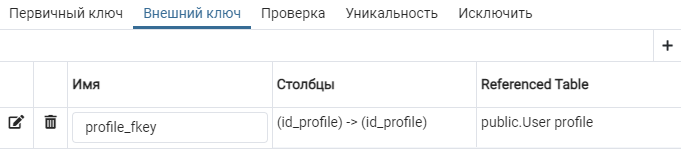 Первичный ключ Внешний ключ Проверка Уникальность Исключить
+
Имя Столбцы Referenced Table
profile_fkey (id_profile) -> (id_profile) public.User profile